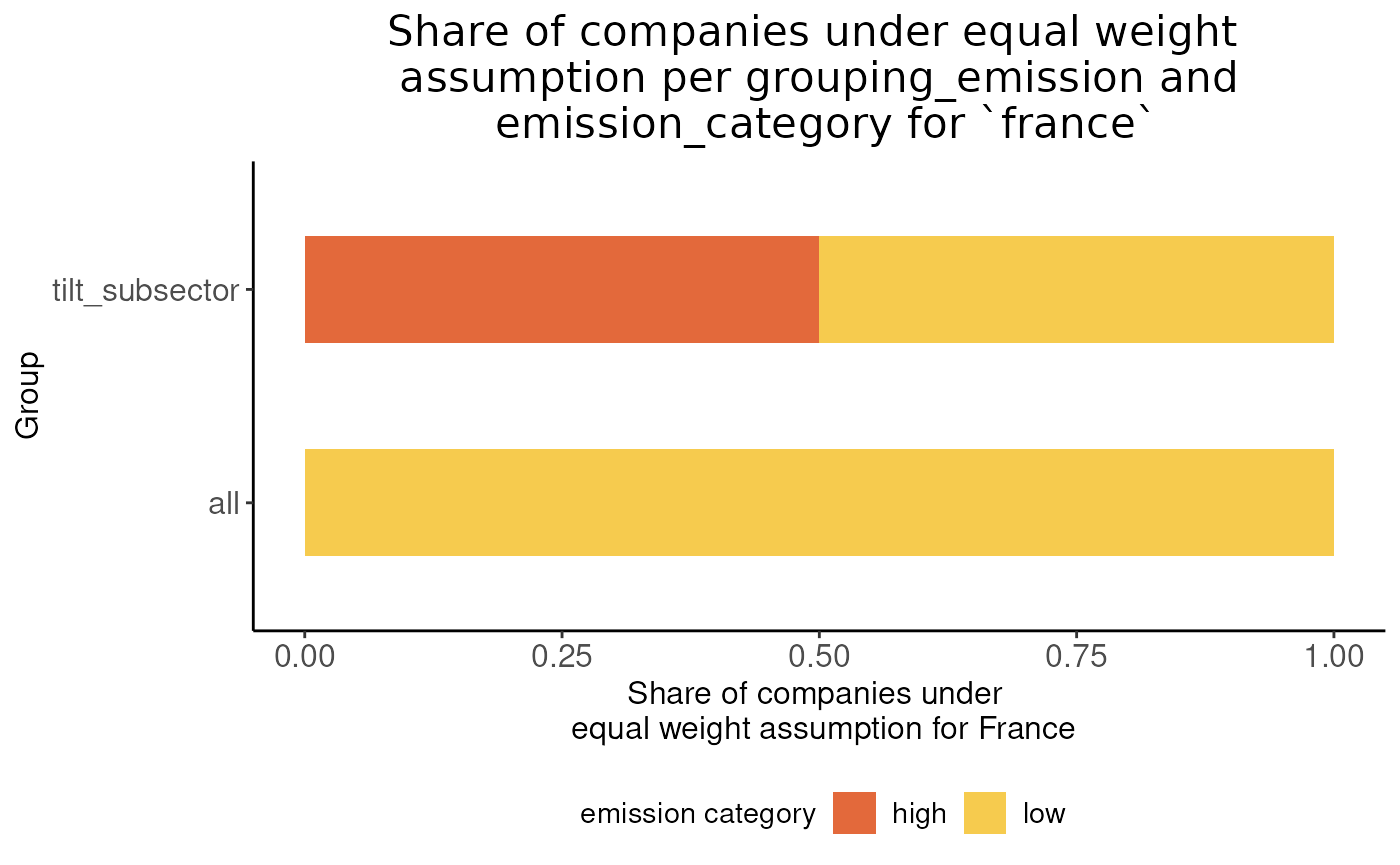 Share of companies under equal weight
assumption per grouping_emission and
emission_category for `france`
tilt_subsector
Group
all
0.00 0.25 0.50 0.75 1.00
Share of companies under
equal weight assumption for France
emission category high low